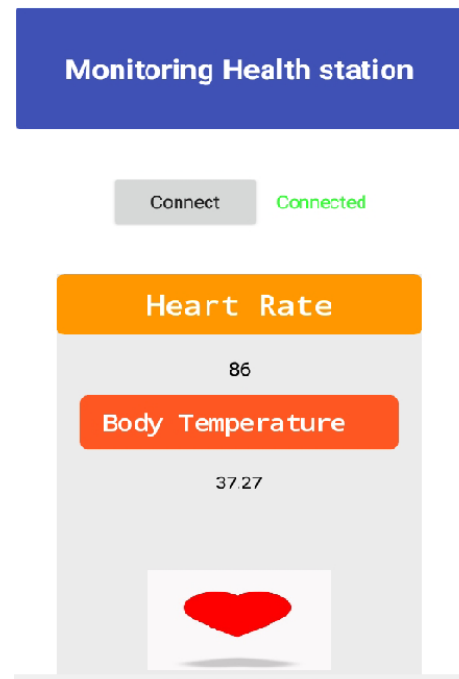 Monitoring Health station
Connect
Connected
Heart Rate
86
Body Temperature
37.27